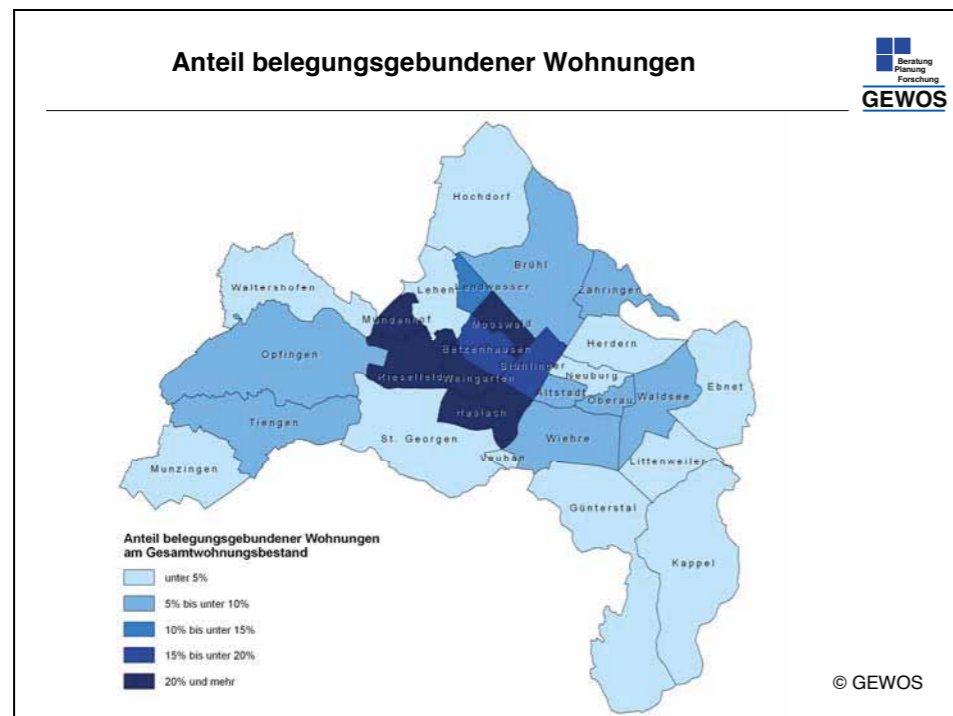 Anteil belegungsgebundener Wohnungen
Beratung
Planung
Forschung
GEWOS
Hochdorf
Brühl
Waltershofen
Lehen
Landwasser
Zähringen
Mundenhof
Mooswald
Herdern
Opfingen
Betzenhausen
Stühlinger
Neuburg
Ebnet
Rieselfeld
Weingarten
Altstadt
Oberau
Waldsee
Tiengen
Haslach
St. Georgen
Wiehre
Vauban
Littenweiler
Munzingen
Günterstal
Kappel
Anteil belegungsgebundener Wohnungen
am Gesamtwohnungsbestand
unter 5%
5% bis unter 10%
10% bis unter 15%
15% bis unter 20%
20% und mehr
© GEWOS